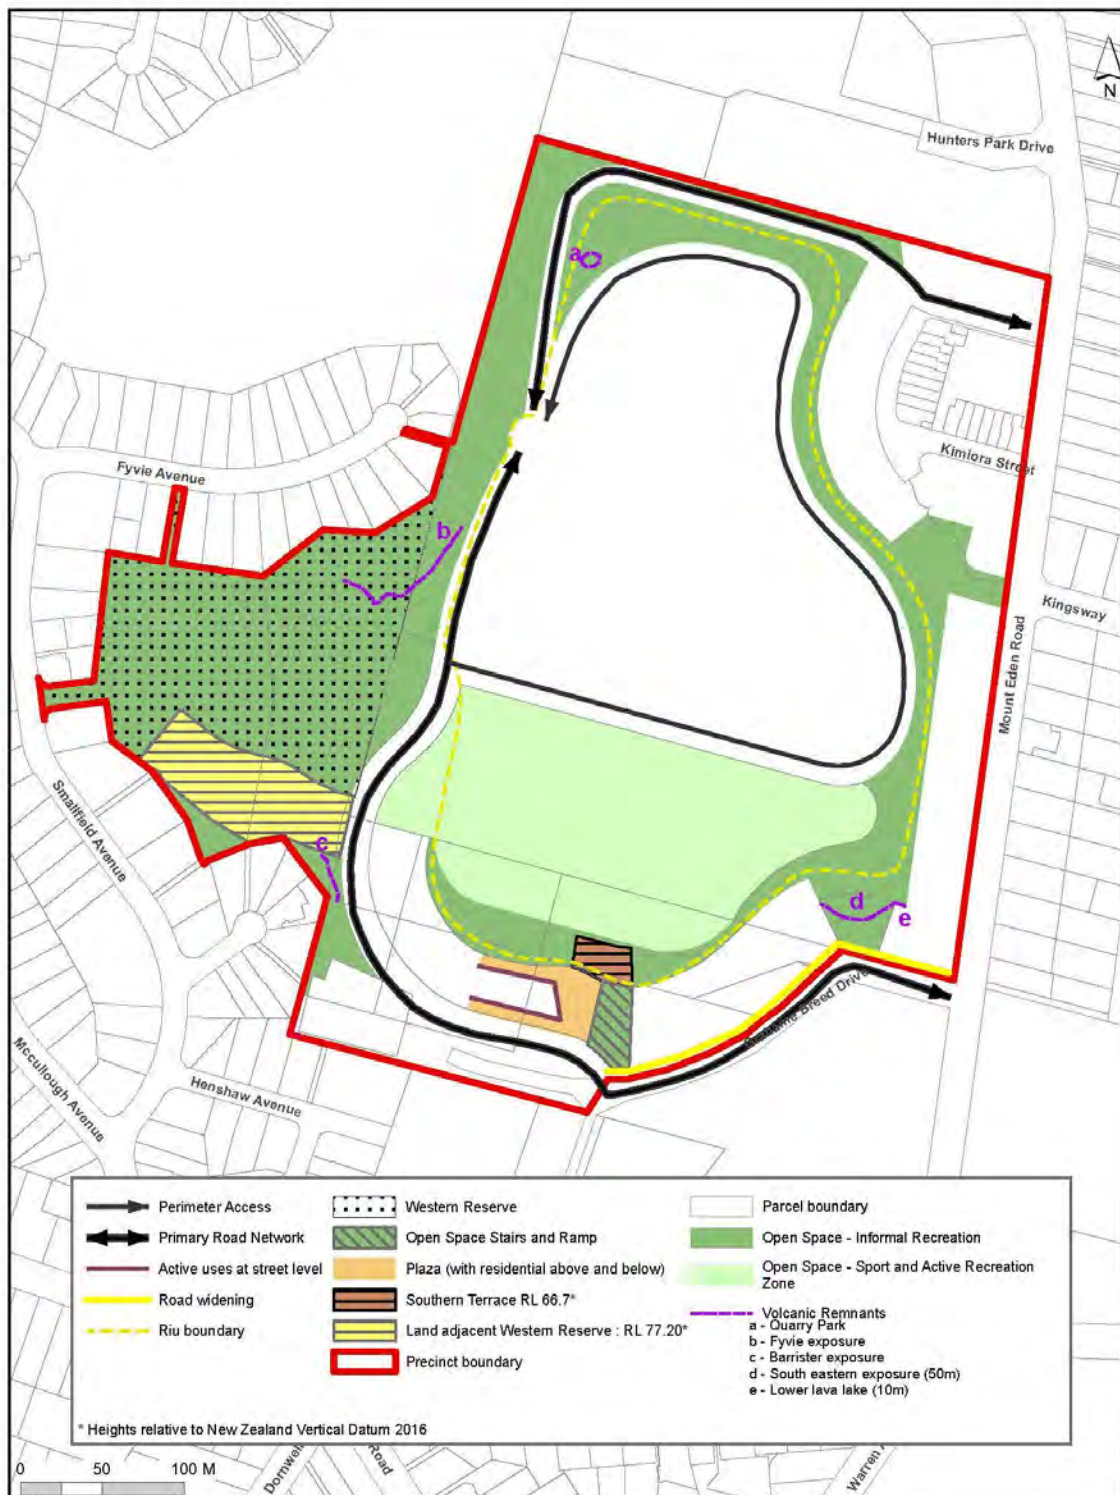 N
Hunters Park Drive
a
Kimiora Street
Fyvie Avenue
b
Kingsway
Mount Eden Road
Smallfield Avenue
c
d
e
Breed Drive
Mccullough Avenue
Henshaw Avenue
Perimeter Access
Primary Road Network
Active uses at street level
Road widening
Riu boundary
Western Reserve
Open Space Stairs and Ramp
Plaza (with residential above and below)
Southern Terrace RL 66.7*
Land adjacent Western Reserve : RL 77.20*
Precinct boundary
Parcel boundary
Open Space - Informal Recreation
Open Space - Sport and Active Recreation
Zone
Volcanic Remnants
a - Quarry Park
b - Fyvie exposure
c - Barrister exposure
d - South eastern exposure (50m)
e - Lower lava lake (10m)
* Heights relative to New Zealand Vertical Datum 2016
0 50 100 M
Road
Warren